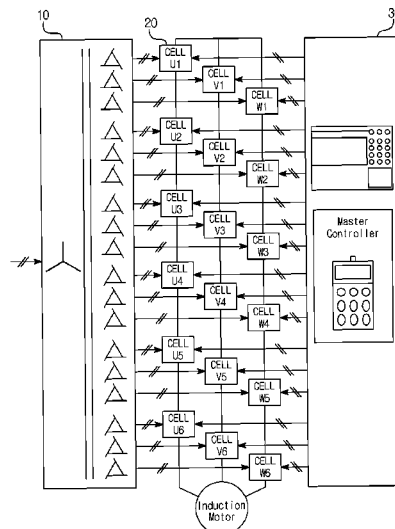 10
20
3
CELL
U1
CELL
V1
CELL
W1
CELL
U2
CELL
V2
CELL
W2
CELL
U3
CELL
V3
CELL
W3
Master
Controller
CELL
U4
CELL
V4
CELL
W4
CELL
U5
CELL
V5
CELL
W5
CELL
U6
CELL
V6
CELL
W6
Induction
Motor